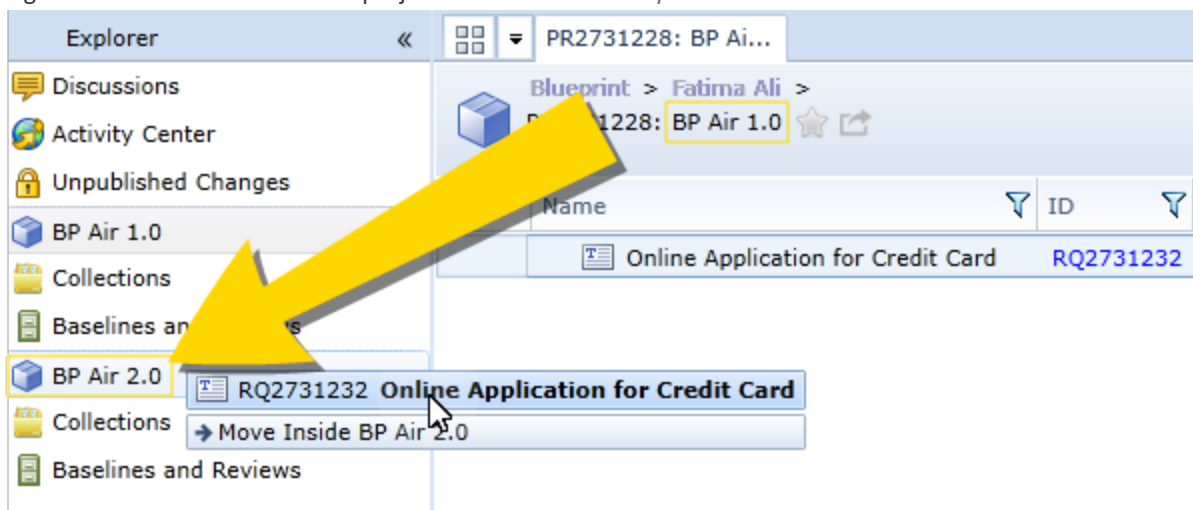 Explorer «
PR2731228: BP Ai...
Discussions
Activity Center
Unpublished Changes
BP Air 1.0
Collections
Baselines and
BP Air 2.0
Collections
Baselines and Reviews
Blueprint > Fatima Ali >
1228: BP Air 1.0
Name
ID
Online Application for Credit Card
RQ2731232
RQ2731232 Online Application for Credit Card
Move Inside BP Air 2.0